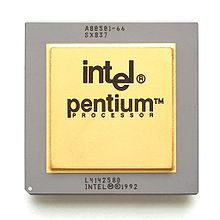 A80501-66
SX837
intel®
pentium™
PROCESSOR
L4142580
INTEL Ⓜ©1992